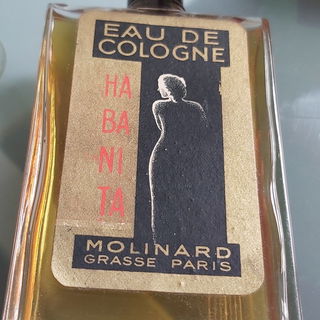 EAU DE
COLOGNE
HA
BA
NI
TA
MOLINARD
GRASSE PARIS